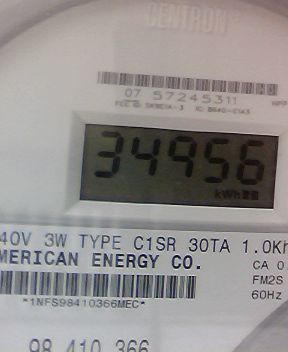 CENTRON®
07 57245311
34956
kWh
40V 3W TYPE C1SR 30TA 1.0Kh
MERICAN ENERGY CO.
CA 0.
FM2S
60Hz
*1NFS98410366MEC*
98 410 366